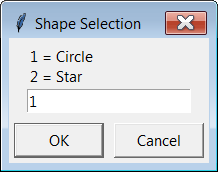 Shape Selection
1 = Circle
2 = Star
1
OK
Cancel